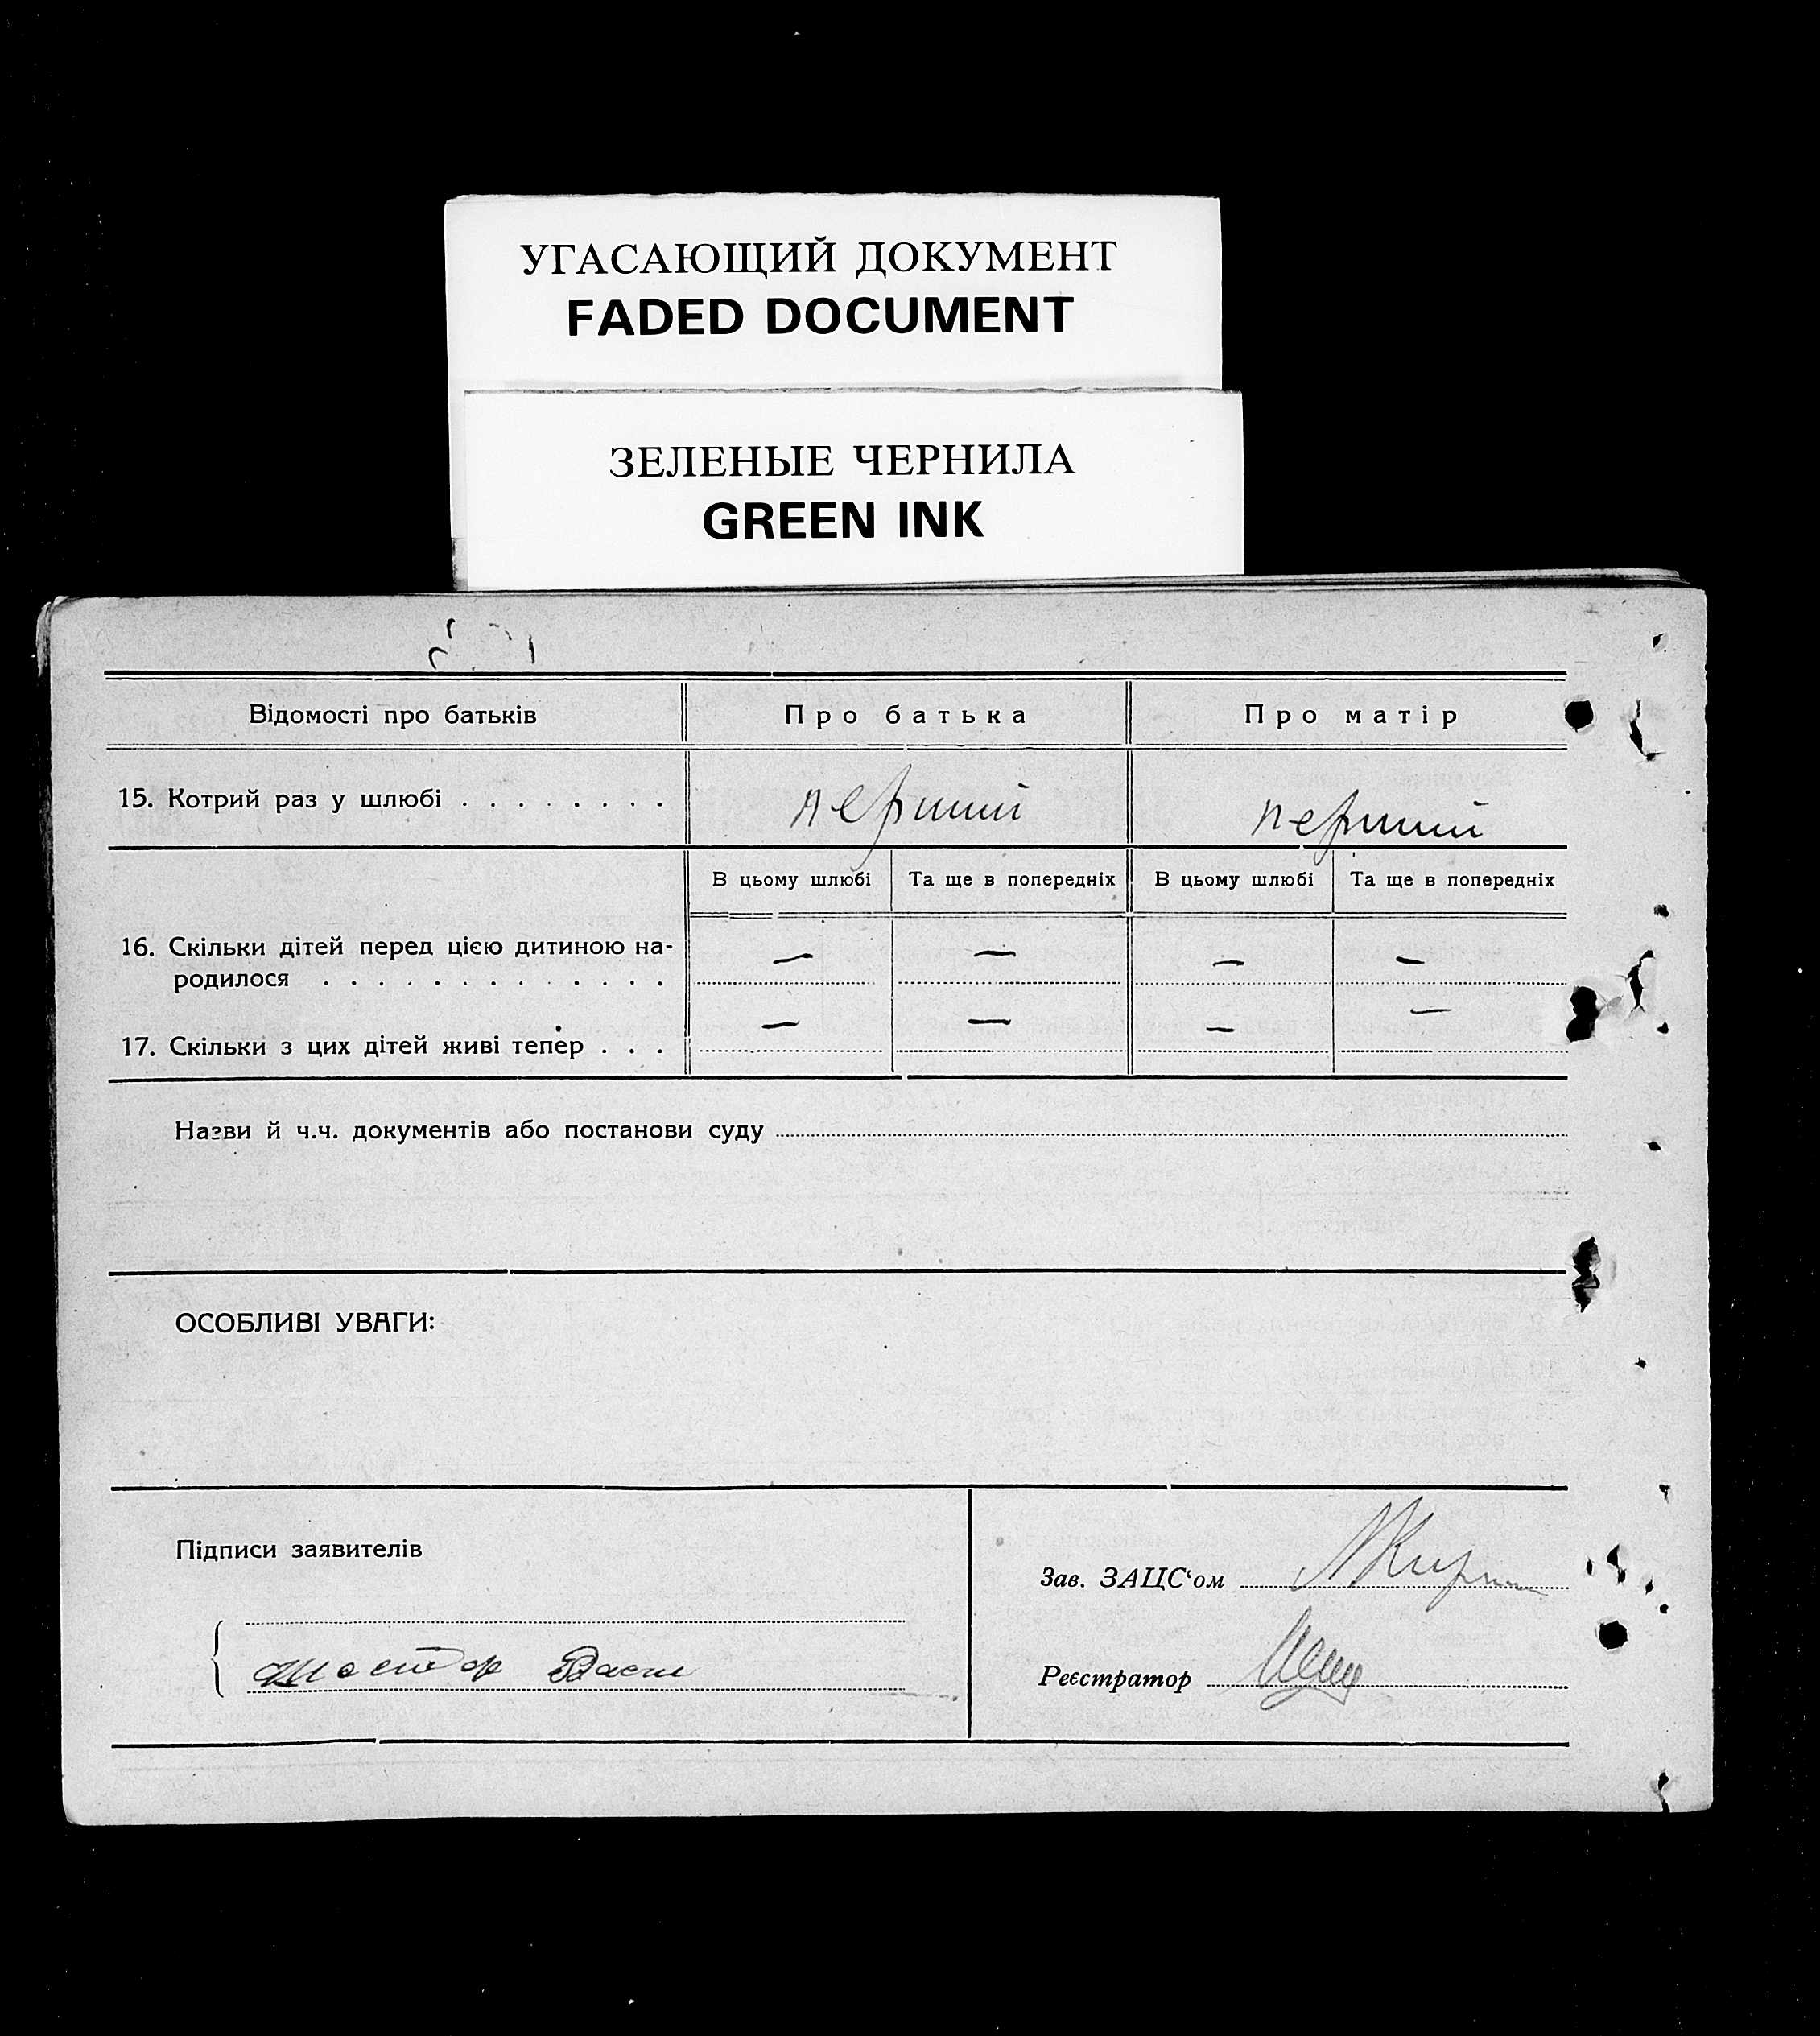 УГАСАЮЩИЙ ДОКУМЕНТ
FADED DOCUMENT
ЗЕЛЕНЫЕ ЧЕРНИЛА
GREEN INK
Відомості про батьків Про батька Про матір
15. Котрий раз у шлюбі . . . . . . . . перший перший
В цьому шлюбі Та ще в попередніх В цьому шлюбі Та ще в попередніх
16. Скільки дітей перед цією дитиною на- — — — —
родилося . . . . . . . . . . . . .
17. Скільки з цих дітей живі тепер . . . — — — —
Назви й ч.ч. документів або постанови суду
ОСОБЛИВІ УВАГИ:
Підписи заявителів
Зав. ЗАЦС‘ом
Реєстратор